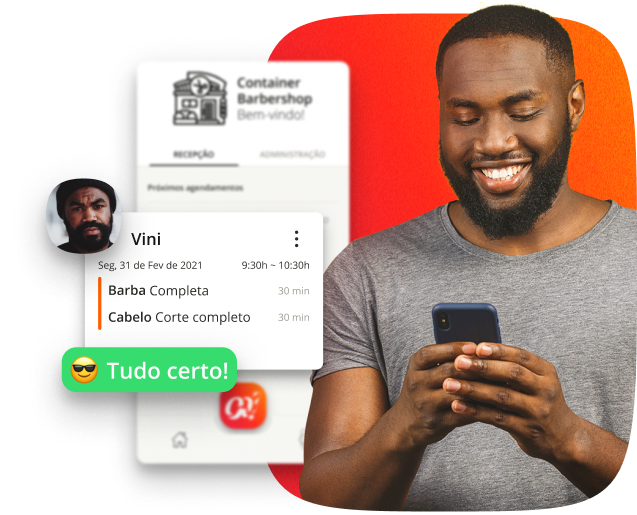 Container
Barbershop
Bem-vindo!
RECEPÇÃO
ADMINISTRAÇÃO
Próximos agendamentos
Vini
Seg, 31 de Fev de 2021
9:30h ~ 10:30h
Barba Completa
30 min
Cabelo Corte completo
30 min
😎 Tudo certo!